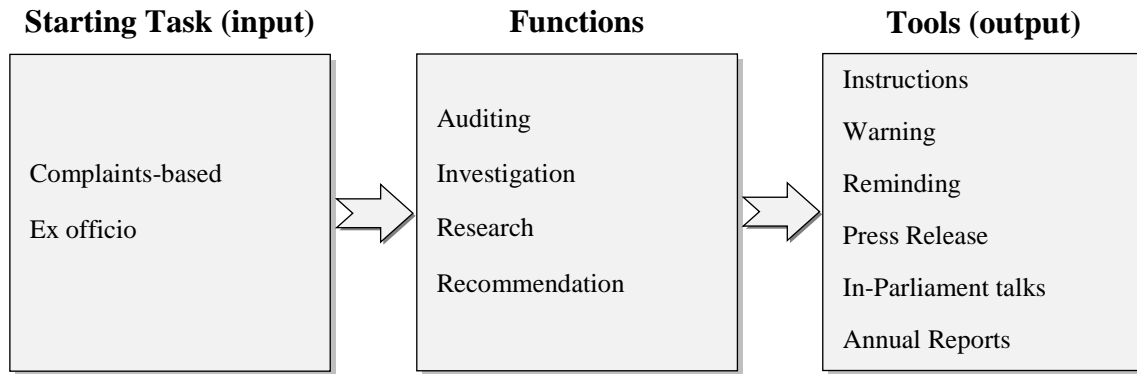 Starting Task (input)
Functions
Tools (output)
Complaints-based
Ex officio
Auditing
Investigation
Research
Recommendation
Instructions
Warning
Reminding
Press Release
In-Parliament talks
Annual Reports